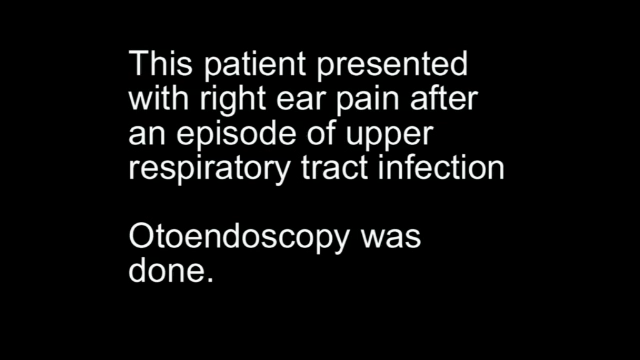 This patient presented
with right ear pain after
an episode of upper
respiratory tract infection
Otoendoscopy was
done.